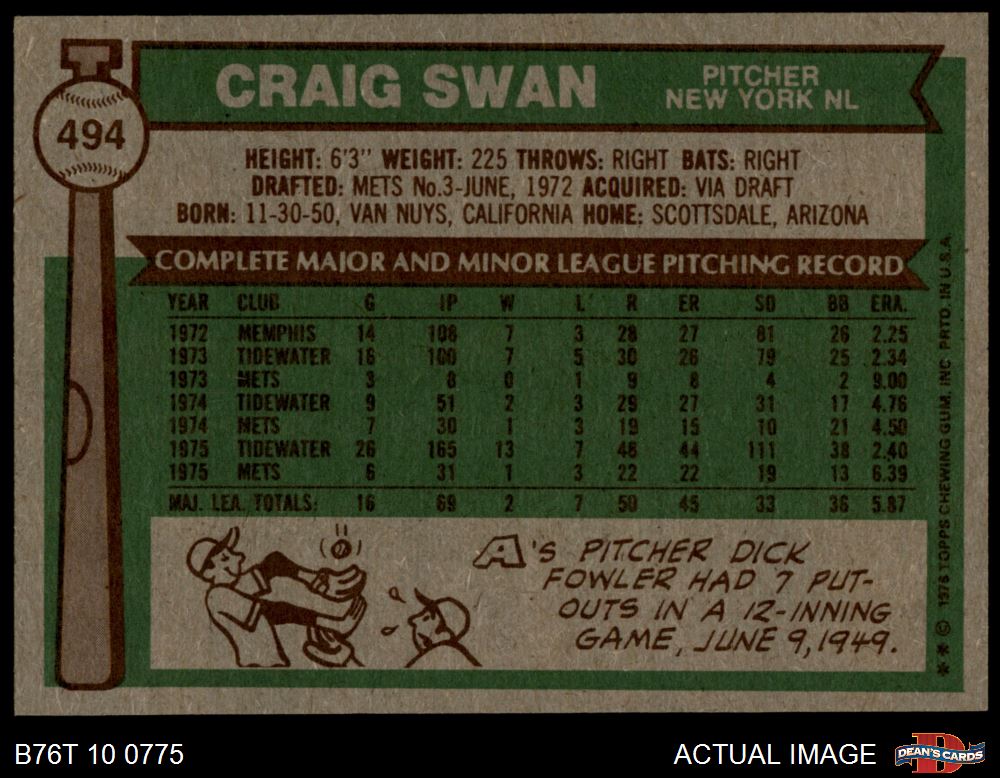 494
CRAIG SWAN
PITCHER
NEW YORK NL
HEIGHT: 6'3" WEIGHT: 225 THROWS: RIGHT BATS: RIGHT
DRAFTED: METS No.3-JUNE, 1972 ACQUIRED: VIA DRAFT
BORN: 11-30-50, VAN NUYS, CALIFORNIA HOME: SCOTTSDALE, ARIZONA
COMPLETE MAJOR AND MINOR LEAGUE PITCHING RECORD
YEAR CLUB G IP W L R ER SO BB ERA.
1972 MEMPHIS 14 108 7 3 28 27 81 26 2.25
1973 TIDEWATER 16 100 7 5 30 26 79 25 2.34
1973 METS 3 8 0 1 9 8 4 2 9.00
1974 TIDEWATER 9 51 2 3 29 27 31 17 4.76
1974 METS 7 30 1 3 19 15 10 21 4.50
1975 TIDEWATER 26 165 13 7 46 44 111 38 2.40
1975 METS 6 31 1 3 22 22 19 13 6.39
MAJ. LEA. TOTALS: 16 69 2 7 50 45 33 36 5.87
A'S PITCHER DICK
FOWLER HAD 7 PUT-
OUTS IN A 12-INNING
GAME, JUNE 9, 1949.
** © 1976 TOPPS CHEWING GUM, INC. PRTD. IN U.S.A.
B76T 10 0775
ACTUAL IMAGE
DEAN'S CARDS